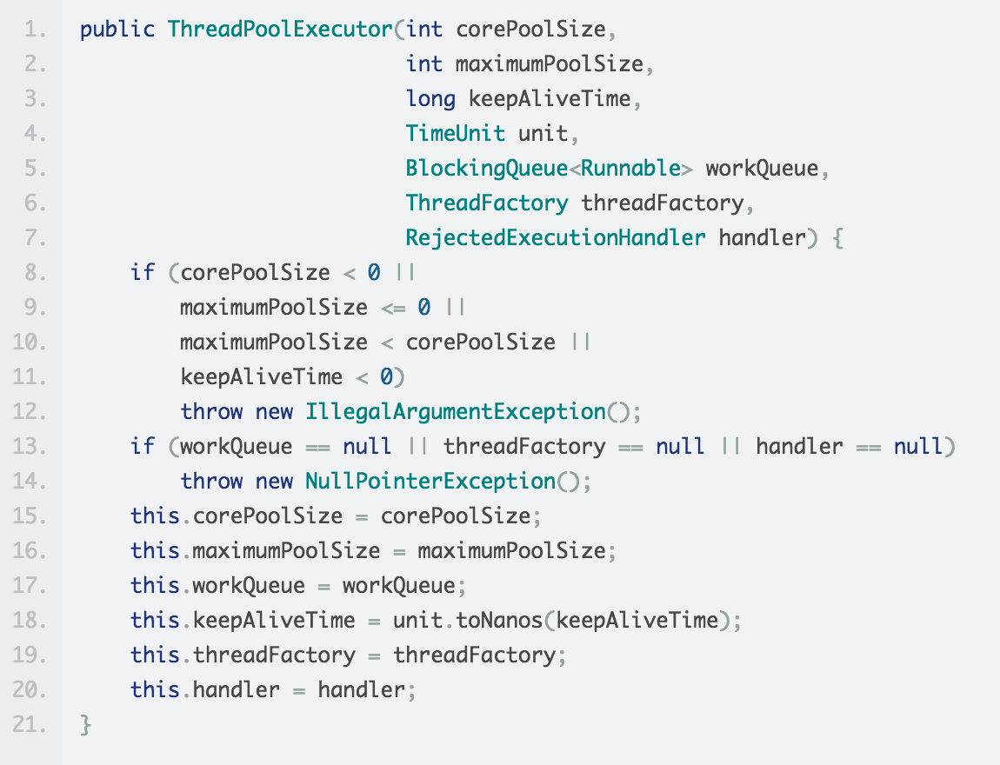 1. public ThreadPoolExecutor(int corePoolSize,
2. int maximumPoolSize,
3. long keepAliveTime,
4. TimeUnit unit,
5. BlockingQueue<Runnable> workQueue,
6. ThreadFactory threadFactory,
7. RejectedExecutionHandler handler) {
8. if (corePoolSize < 0 ||
9. maximumPoolSize <= 0 ||
10. maximumPoolSize < corePoolSize ||
11. keepAliveTime < 0)
12. throw new IllegalArgumentException();
13. if (workQueue == null || threadFactory == null || handler == null)
14. throw new NullPointerException();
15. this.corePoolSize = corePoolSize;
16. this.maximumPoolSize = maximumPoolSize;
17. this.workQueue = workQueue;
18. this.keepAliveTime = unit.toNanos(keepAliveTime);
19. this.threadFactory = threadFactory;
20. this.handler = handler;
21. }